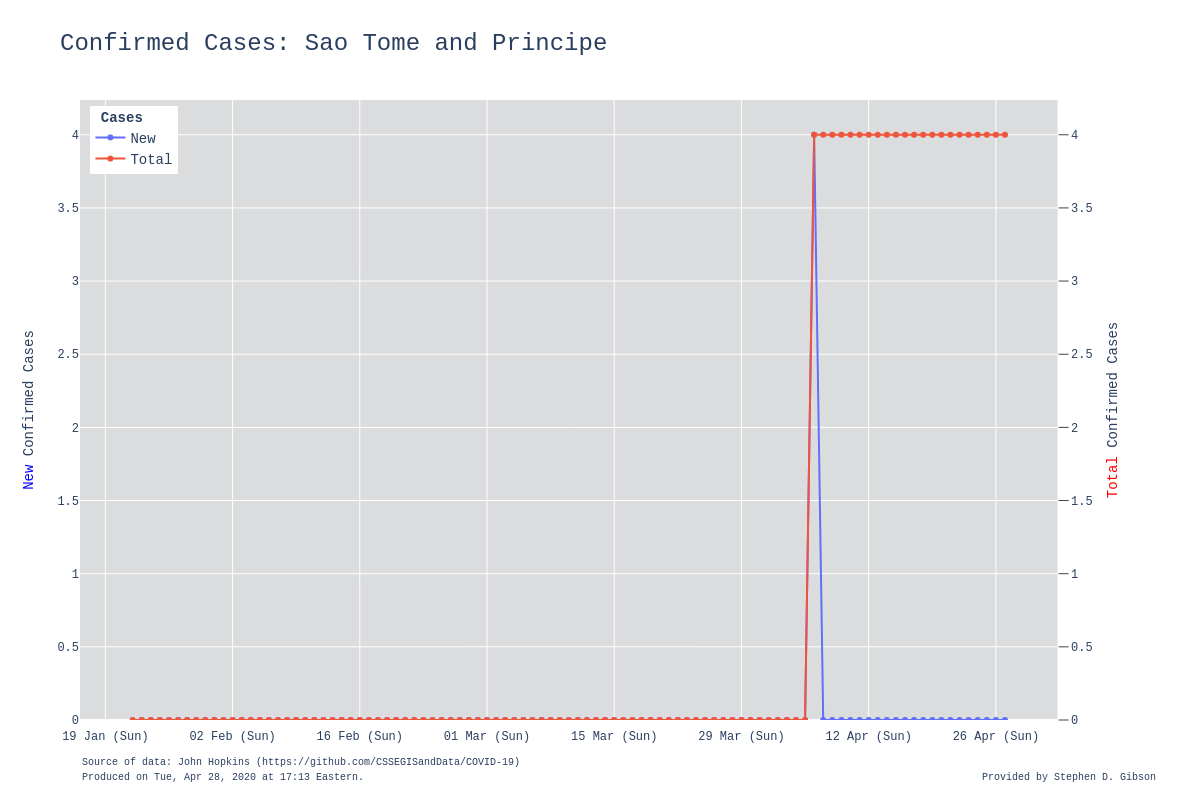 Confirmed Cases: Sao Tome and Principe
Cases
New
Total
4
3.5
3
2.5
2
1.5
1
0.5
0
New Confirmed Cases
4
3.5
3
2.5
2
1.5
1
0.5
0
Total Confirmed Cases
19 Jan (Sun) 02 Feb (Sun) 16 Feb (Sun) 01 Mar (Sun) 15 Mar (Sun) 29 Mar (Sun) 12 Apr (Sun) 26 Apr (Sun)
Source of data: John Hopkins (https://github.com/CSSEGISandData/COVID-19)
Produced on Tue, Apr 28, 2020 at 17:13 Eastern.
Provided by Stephen D. Gibson